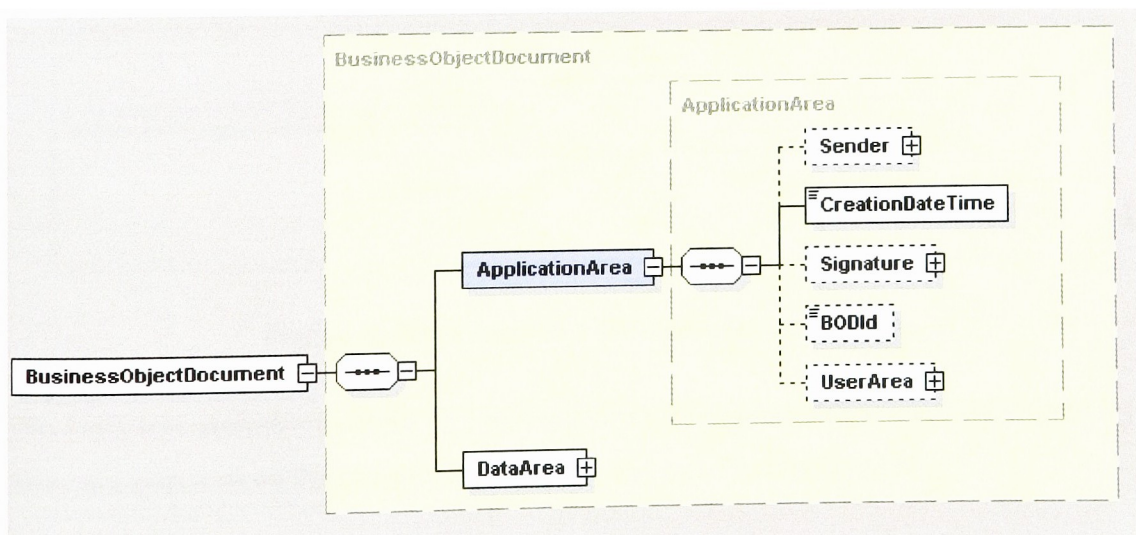 BusinessObjectDocument
ApplicationArea
Sender
CreationDateTime
ApplicationArea
Signature
BODId
BusinessObjectDocument
UserArea
DataArea